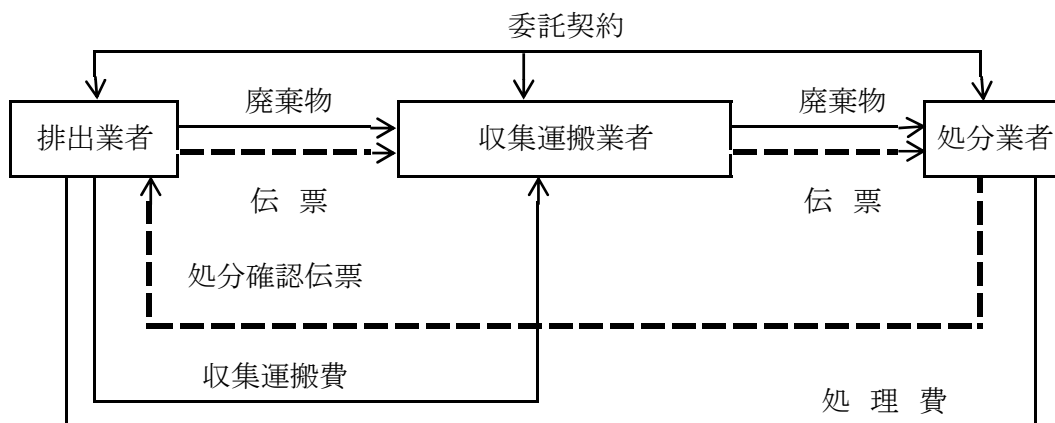 委託契約
廃棄物
廃棄物
排出業者
収集運搬業者
処分業者
伝 票
伝 票
処分確認伝票
収集運搬費
処 理 費